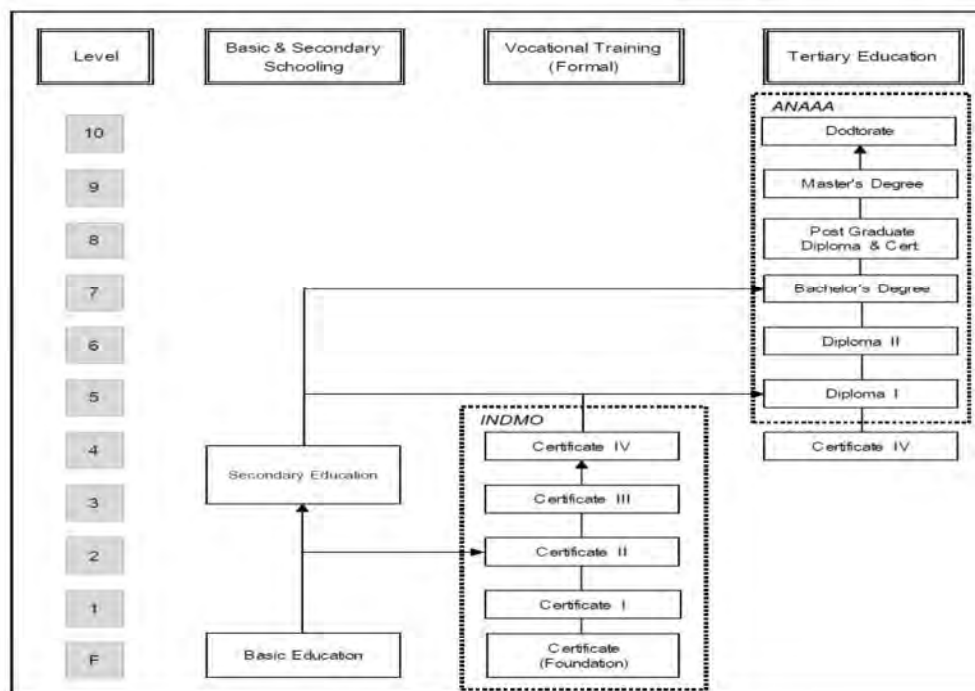 Level
Basic & Secondary
Schooling
Vocational Training
(Formal)
Tertiary Education
ANAAA
10
Dodtorate
9
Master's Degree
8
Post Graduate
Diploma & Cert.
7
Bachelor's Degree
6
Diploma II
5
Diploma I
INDMO
4
Certificate IV
Certificate IV
Secondary Education
3
Certificate III
2
Certificate II
1
Certificate I
F
Basic Education
Certificate
(Foundation)